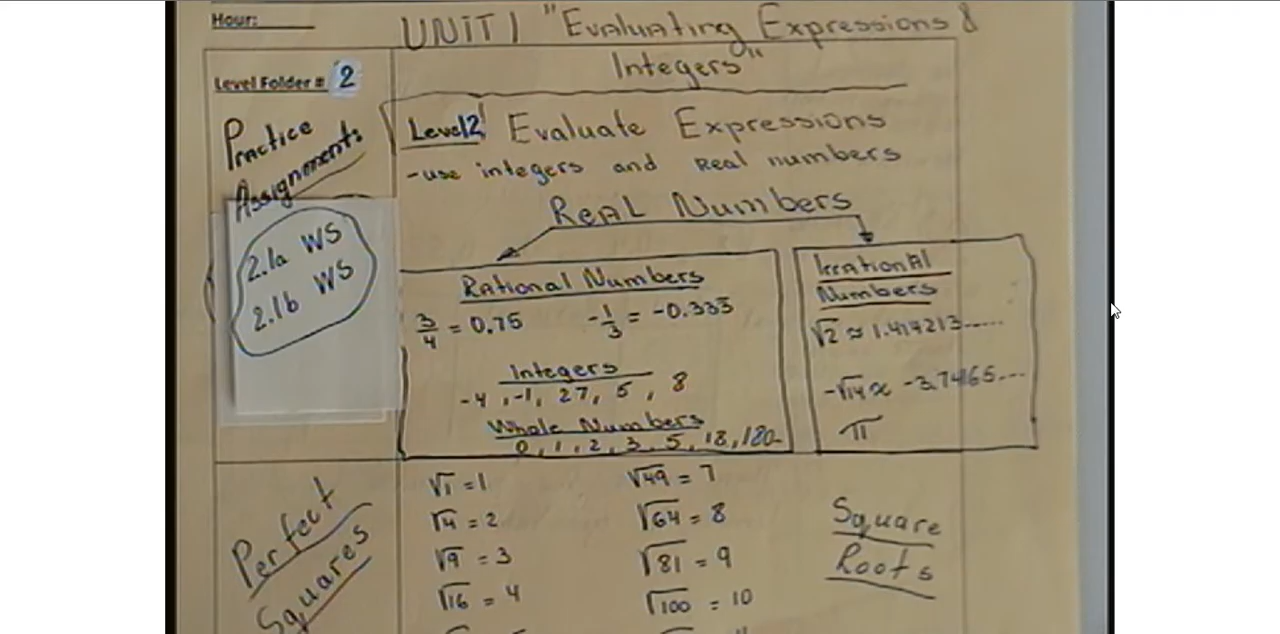 Hour:
UNIT 1 "Evaluating Expressions &
Integers"
Level Folder # 2
Practice
Assignments
2.1a WS
2.1b WS
Level 2 Evaluate Expressions
-use integers and Real numbers
Real Numbers
Rational Numbers
3/4 = 0.75 -1/3 = -0.333
Integers
-4, -1, 27, 5, 8
Whole Numbers
0, 1, 2, 3, 5, 18, 180
Irrational
Numbers
√2 ≈ 1.414213.....
-√14 ≈ -3.7465...
π
Perfect
Squares
√1 = 1 √49 = 7
√4 = 2 √64 = 8
√9 = 3 √81 = 9
√16 = 4 √100 = 10
Square
Roots